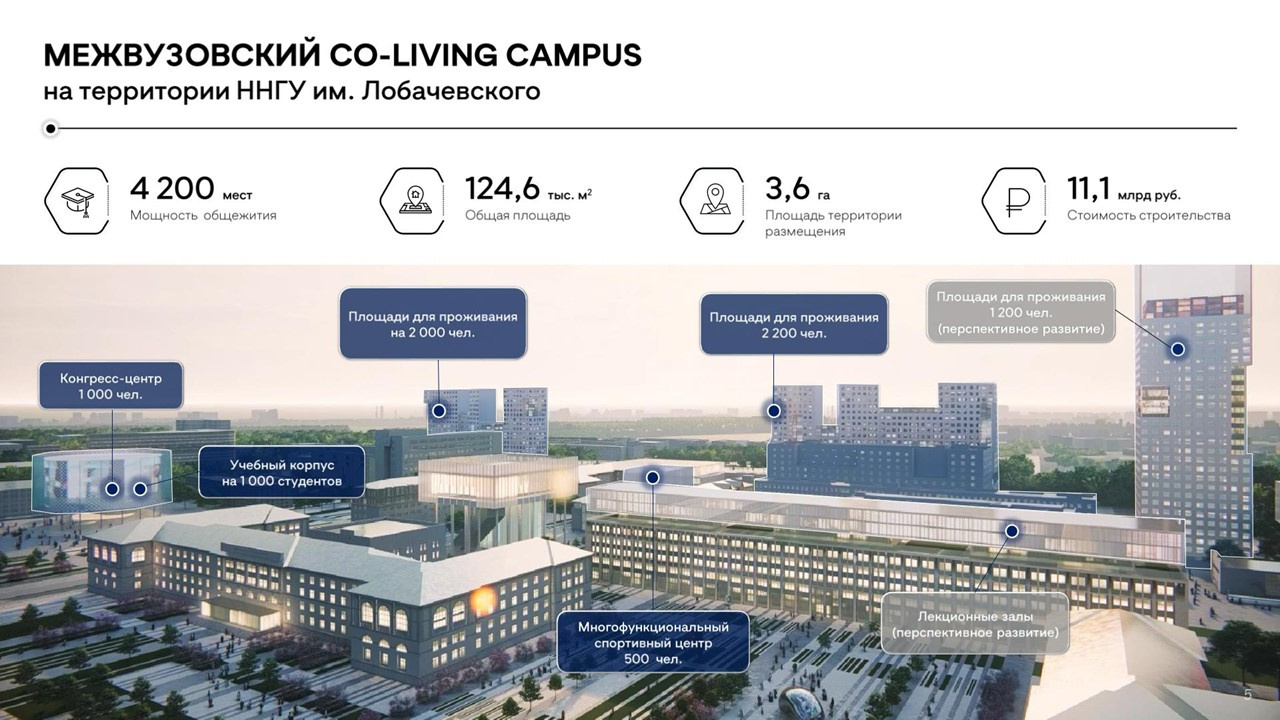 МЕЖВУЗОВСКИЙ CO-LIVING CAMPUS
на территории ННГУ им. Лобачевского
4 200 мест
Мощность общежития
124,6 тыс. м²
Общая площадь
3,6 га
Площадь территории
размещения
11,1 млрд руб.
Стоимость строительства
Площади для проживания
на 2 000 чел.
Площади для проживания
2 200 чел.
Площади для проживания
1 200 чел.
(перспективное развитие)
Конгресс-центр
1 000 чел.
Учебный корпус
на 1 000 студентов
Многофункциональный
спортивный центр
500 чел.
Лекционные залы
(перспективное развитие)
5